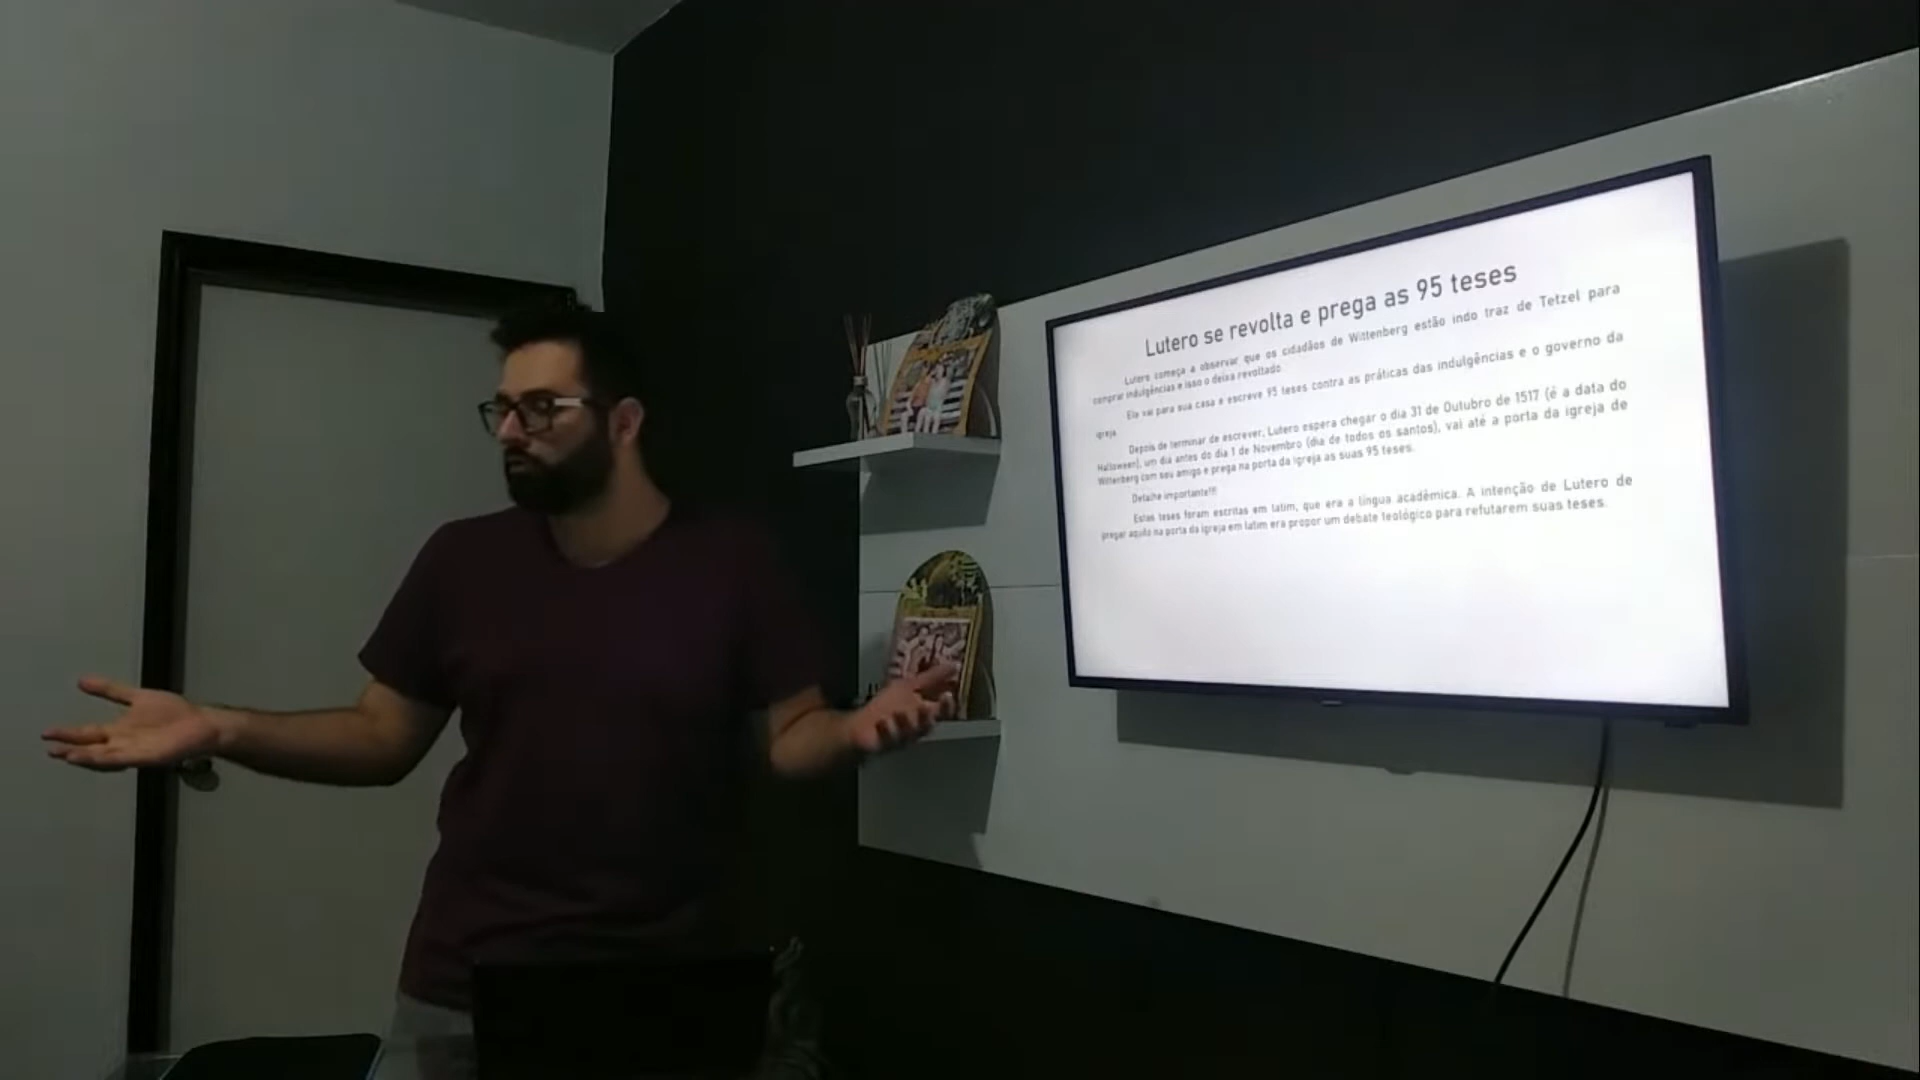 Lutero se revolta e prega as 95 teses
Lutero começa a observar que os cidadãos de Wittenberg estão indo traz de Tetzel para
comprar indulgências e isso o deixa revoltado.
Ele vai para sua casa e escreve 95 teses contra as práticas das indulgências e o governo da
igreja.
Depois de terminar de escrever, Lutero espera chegar o dia 31 de Outubro de 1517 (é a data do
Halloween), um dia antes do dia 1 de Novembro (dia de todos os santos), vai até a porta da igreja de
Wittenberg com seu amigo e prega na porta da igreja as suas 95 teses.
Detalhe importante!!!
Estas teses foram escritas em latim, que era a língua acadêmica. A intenção de Lutero de
pregar aquilo na porta da igreja em latim era propor um debate teológico para refutarem suas teses.